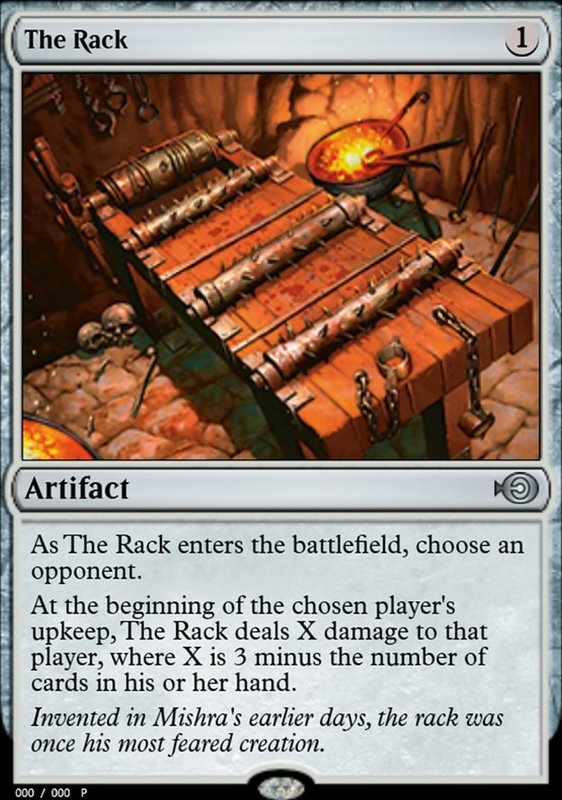 The Rack 1
Artifact
As The Rack enters the battlefield, choose an
opponent.
At the beginning of the chosen player's
upkeep, The Rack deals X damage to that
player, where X is 3 minus the number of
cards in his or her hand.
Invented in Mishra's earlier days, the rack was
once his most feared creation.
000 / 000 P